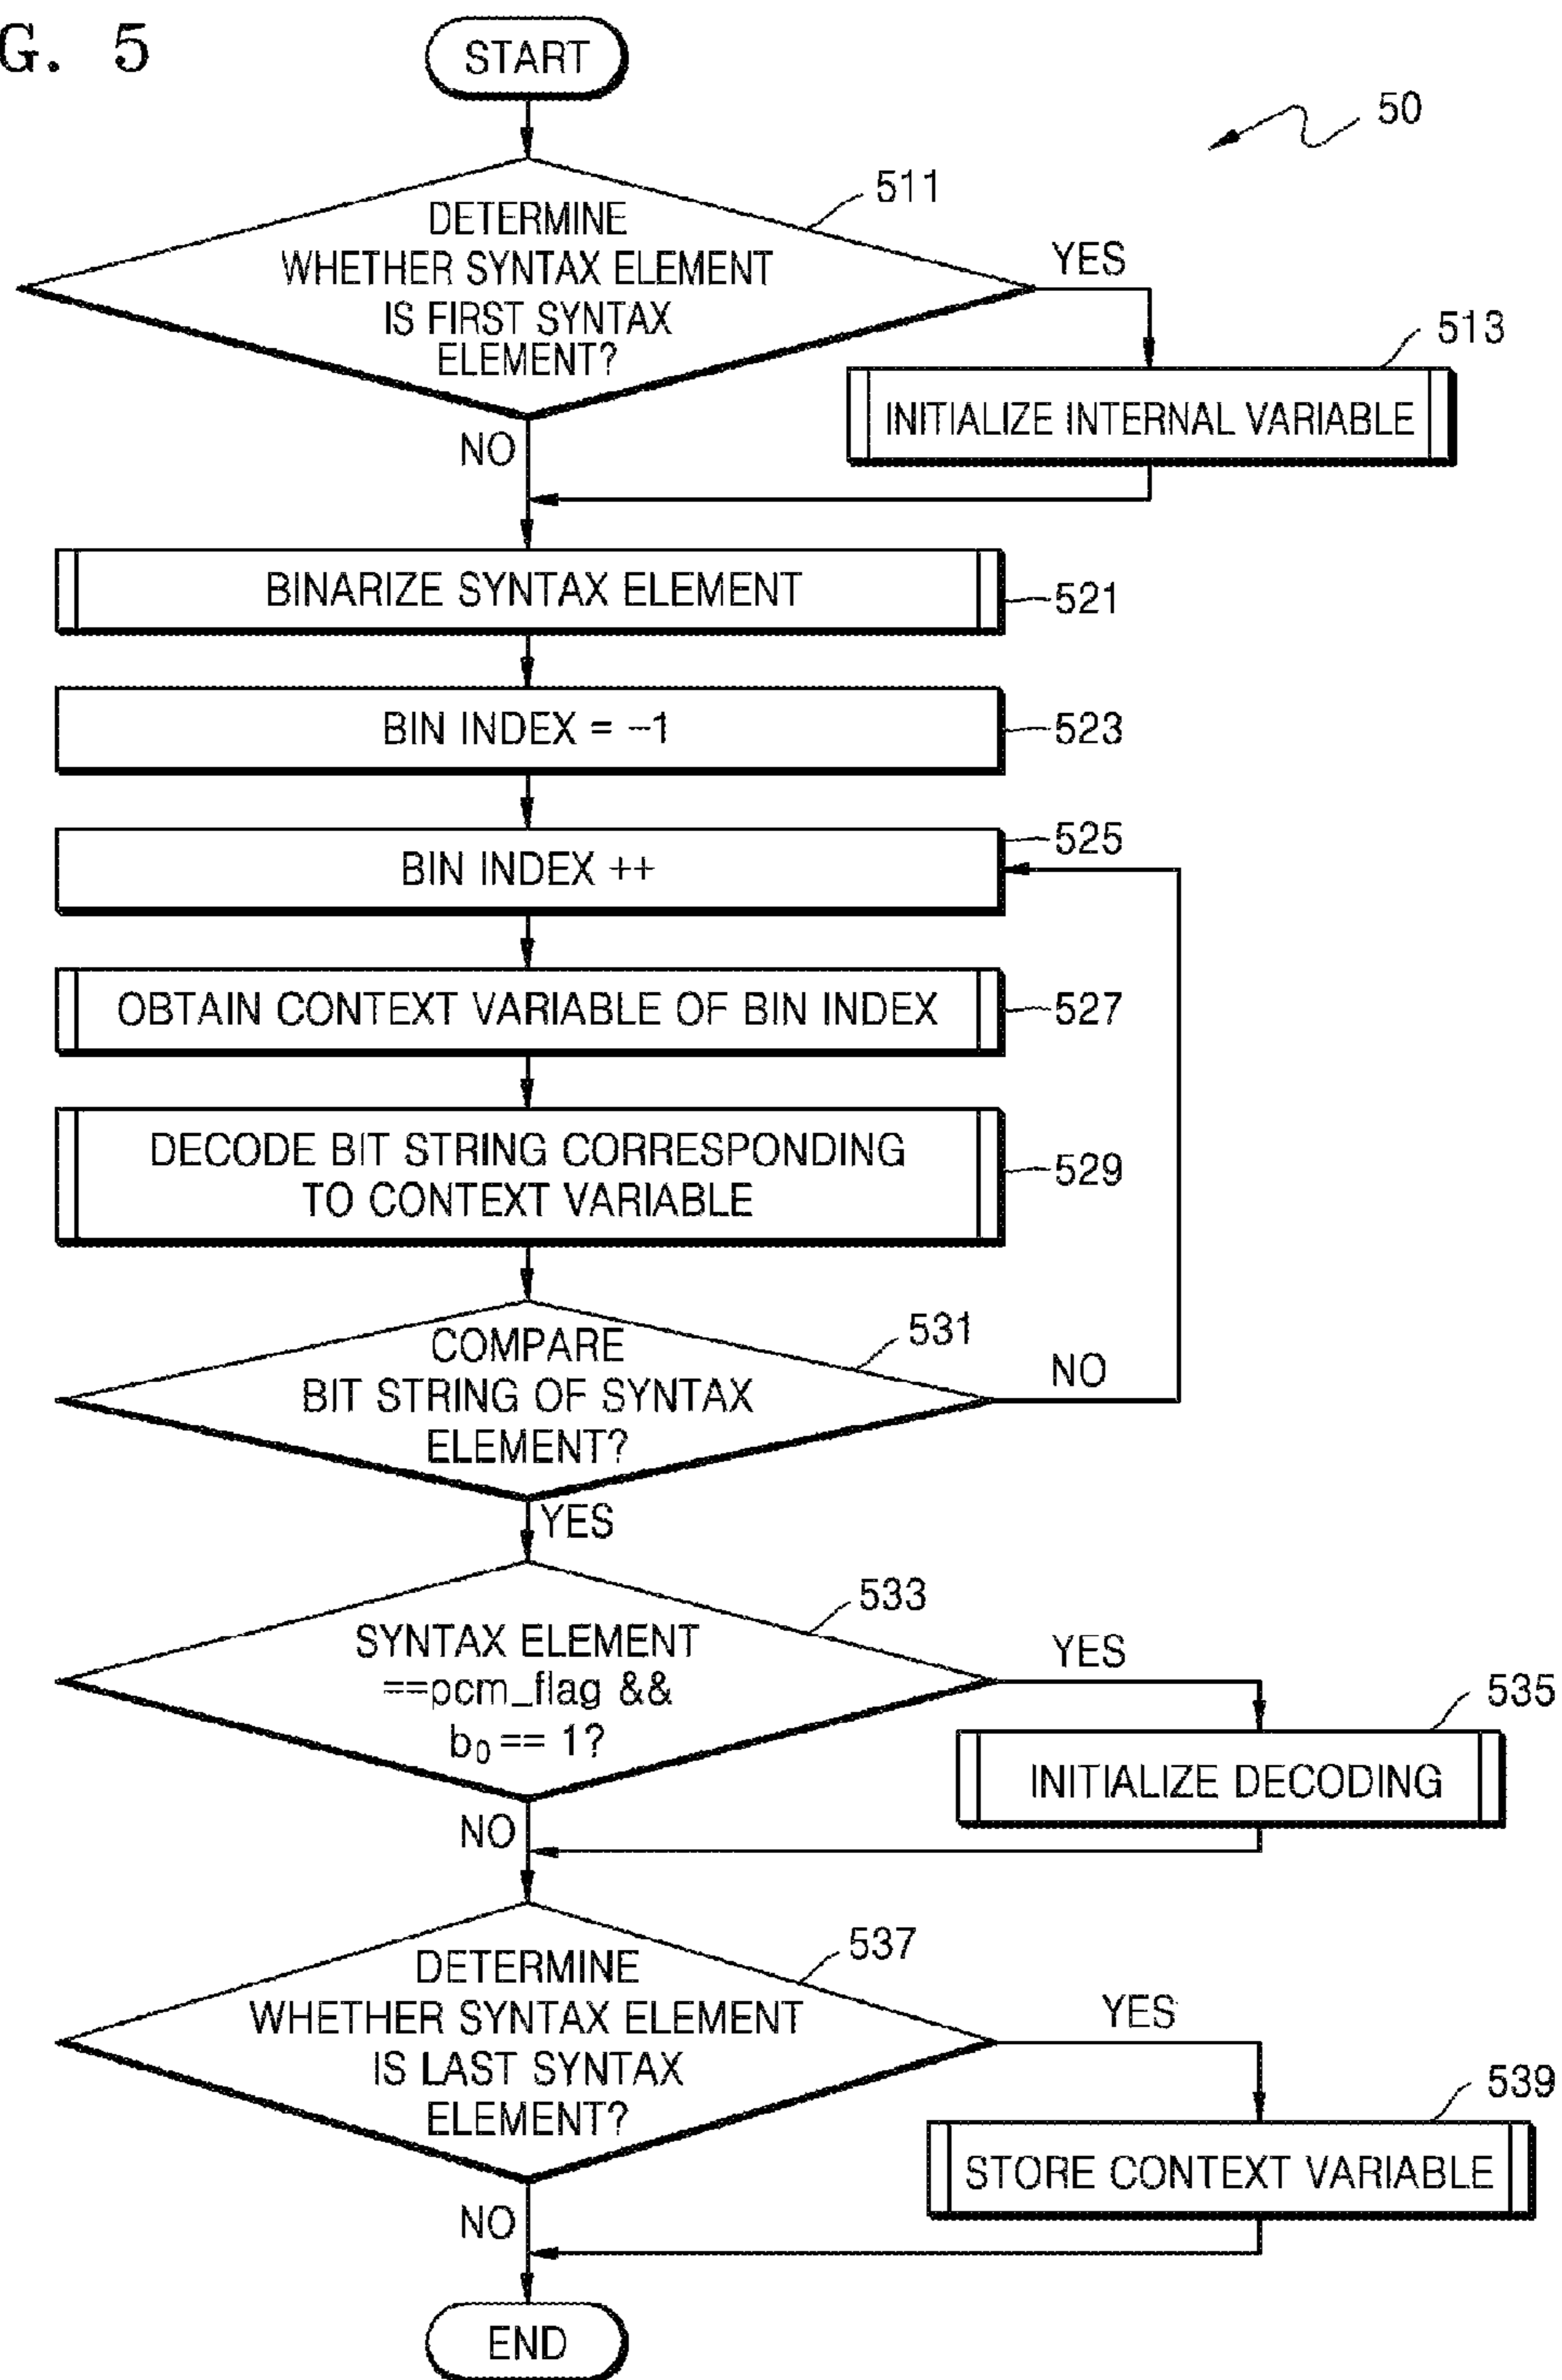 G. 5
START
50
511
DETERMINE
WHETHER SYNTAX ELEMENT
IS FIRST SYNTAX
ELEMENT?
YES
513
INITIALIZE INTERNAL VARIABLE
NO
BINARIZE SYNTAX ELEMENT
521
BIN INDEX = −1
523
525
BIN INDEX ++
OBTAIN CONTEXT VARIABLE OF BIN INDEX
527
DECODE BIT STRING CORRESPONDING
TO CONTEXT VARIABLE
529
531
COMPARE
BIT STRING OF SYNTAX
ELEMENT?
NO
YES
533
SYNTAX ELEMENT
==pcm_flag &&
b₀ == 1?
YES
535
INITIALIZE DECODING
NO
537
DETERMINE
WHETHER SYNTAX ELEMENT
IS LAST SYNTAX
ELEMENT?
YES
539
STORE CONTEXT VARIABLE
NO
END